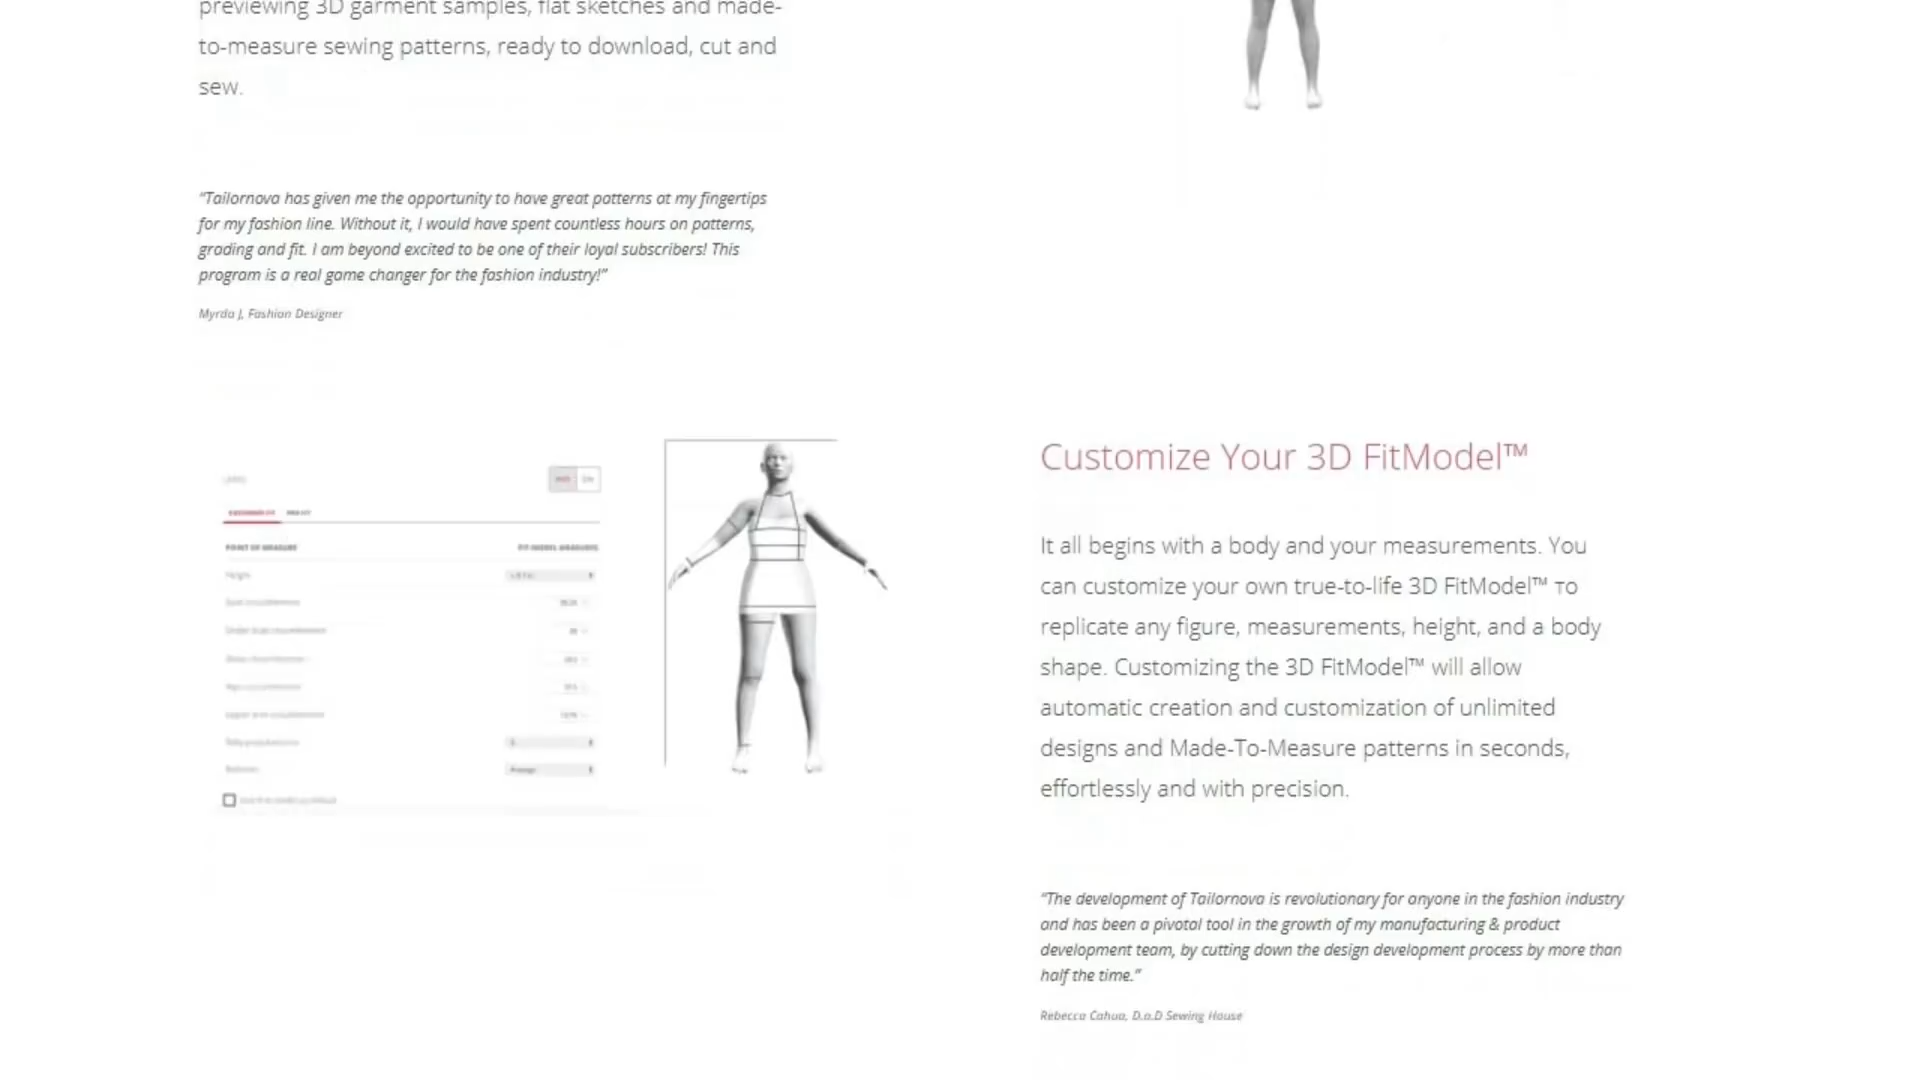 previewing 3D garment samples, flat sketches and made-
to-measure sewing patterns, ready to download, cut and
sew.
“Tailornova has given me the opportunity to have great patterns at my fingertips
for my fashion line. Without it, I would have spent countless hours on patterns,
grading and fit. I am beyond excited to be one of their loyal subscribers! This
program is a real game changer for the fashion industry!”
Myrda J, Fashion Designer
POINT OF MEASURE
FIT MODEL MEASURES
Height
Customize Your 3D FitModel™
It all begins with a body and your measurements. You
can customize your own true-to-life 3D FitModel™ To
replicate any figure, measurements, height, and a body
shape. Customizing the 3D FitModel™ will allow
automatic creation and customization of unlimited
designs and Made-To-Measure patterns in seconds,
effortlessly and with precision.
“The development of Tailornova is revolutionary for anyone in the fashion industry
and has been a pivotal tool in the growth of my manufacturing & product
development team, by cutting down the design development process by more than
half the time.”
Rebecca Cahua, D.a.D Sewing House